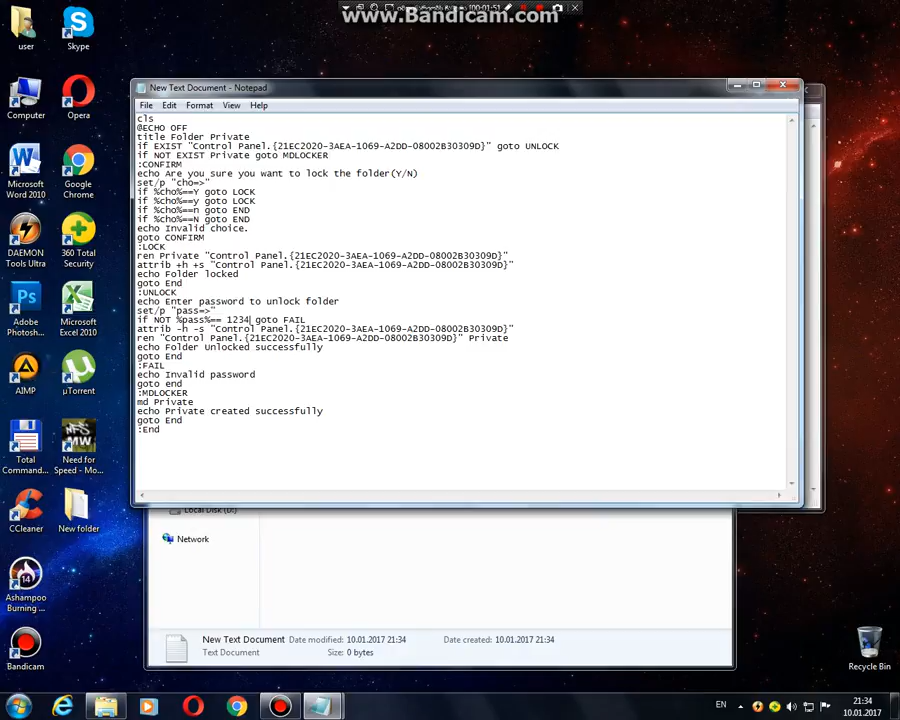 www.Bandicam.com
00:01:51
user
Skype
Computer
Opera
Microsoft
Word 2010
Google
Chrome
DAEMON
Tools Ultra
360 Total
Security
Adobe
Photosh...
Microsoft
Excel 2010
AIMP
µTorrent
Total
Command...
Need for
Speed - Mo...
CCleaner
New folder
14
Ashampoo
Burning ...
Bandicam
Recycle Bin
New Text Document - Notepad
File Edit Format View Help
cls
@ECHO OFF
title Folder Private
if EXIST "Control Panel.{21EC2020-3AEA-1069-A2DD-08002B30309D}" goto UNLOCK
if NOT EXIST Private goto MDLOCKER
:CONFIRM
echo Are you sure you want to lock the folder(Y/N)
set/p "cho=>"
if %cho%==Y goto LOCK
if %cho%==y goto LOCK
if %cho%==n goto END
if %cho%==N goto END
echo Invalid choice.
goto CONFIRM
:LOCK
ren Private "Control Panel.{21EC2020-3AEA-1069-A2DD-08002B30309D}"
attrib +h +s "Control Panel.{21EC2020-3AEA-1069-A2DD-08002B30309D}"
echo Folder locked
goto End
:UNLOCK
echo Enter password to unlock folder
set/p "pass=>"
if NOT %pass%== 1234 goto FAIL
attrib -h -s "Control Panel.{21EC2020-3AEA-1069-A2DD-08002B30309D}"
ren "Control Panel.{21EC2020-3AEA-1069-A2DD-08002B30309D}" Private
echo Folder Unlocked successfully
goto End
:FAIL
echo Invalid password
goto end
:MDLOCKER
md Private
echo Private created successfully
goto End
:End
Local Disk (D:)
Network
New Text Document Date modified: 10.01.2017 21:34 Date created: 10.01.2017 21:34
Text Document Size: 0 bytes
EN
21:34
10.01.2017